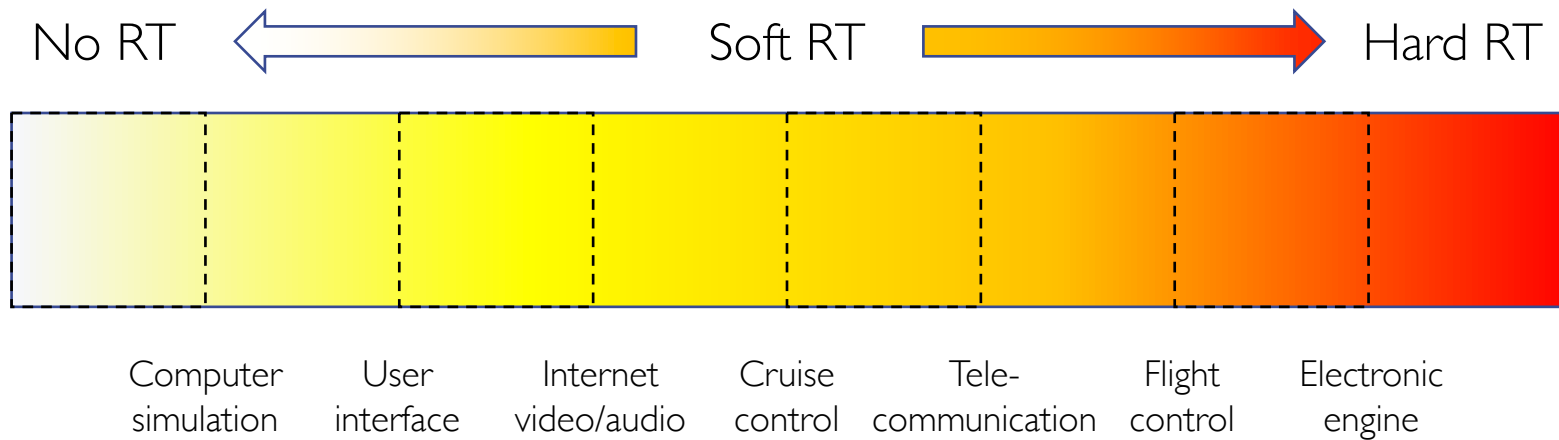 No RT Soft RT Hard RT
Computer User Internet Cruise Tele- Flight Electronic
simulation interface video/audio control communication control engine